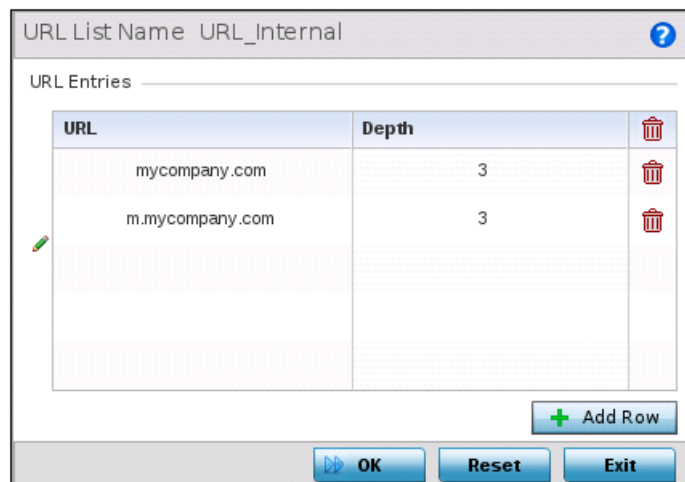 URL List Name URL_Internal ?
URL Entries
URL Depth
mycompany.com 3
m.mycompany.com 3
Add Row
OK Reset Exit